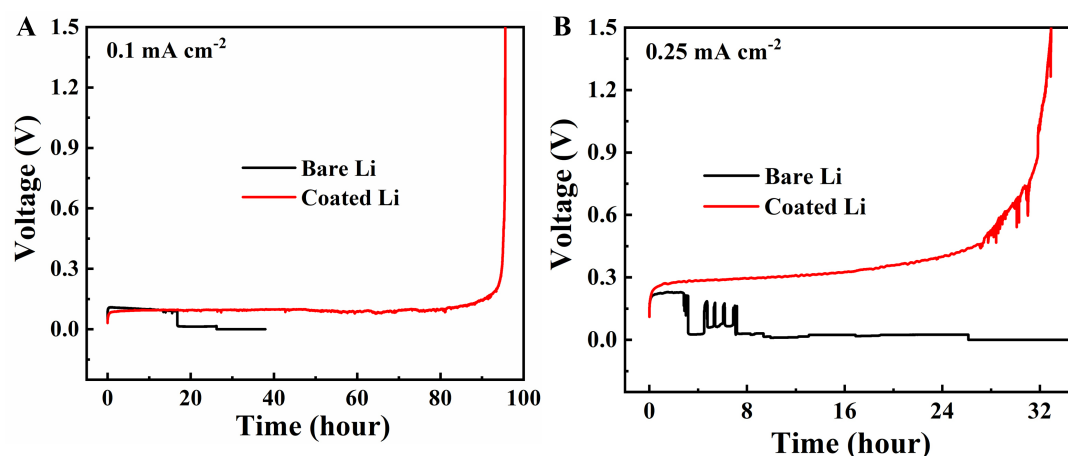 A
0.1 mA cm⁻²
Voltage (V)
1.5
1.2
0.9
0.6
0.3
0.0
Bare Li
Coated Li
0 20 40 60 80 100
Time (hour)
B
0.25 mA cm⁻²
Voltage (V)
1.5
1.2
0.9
0.6
0.3
0.0
Bare Li
Coated Li
0 8 16 24 32
Time (hour)